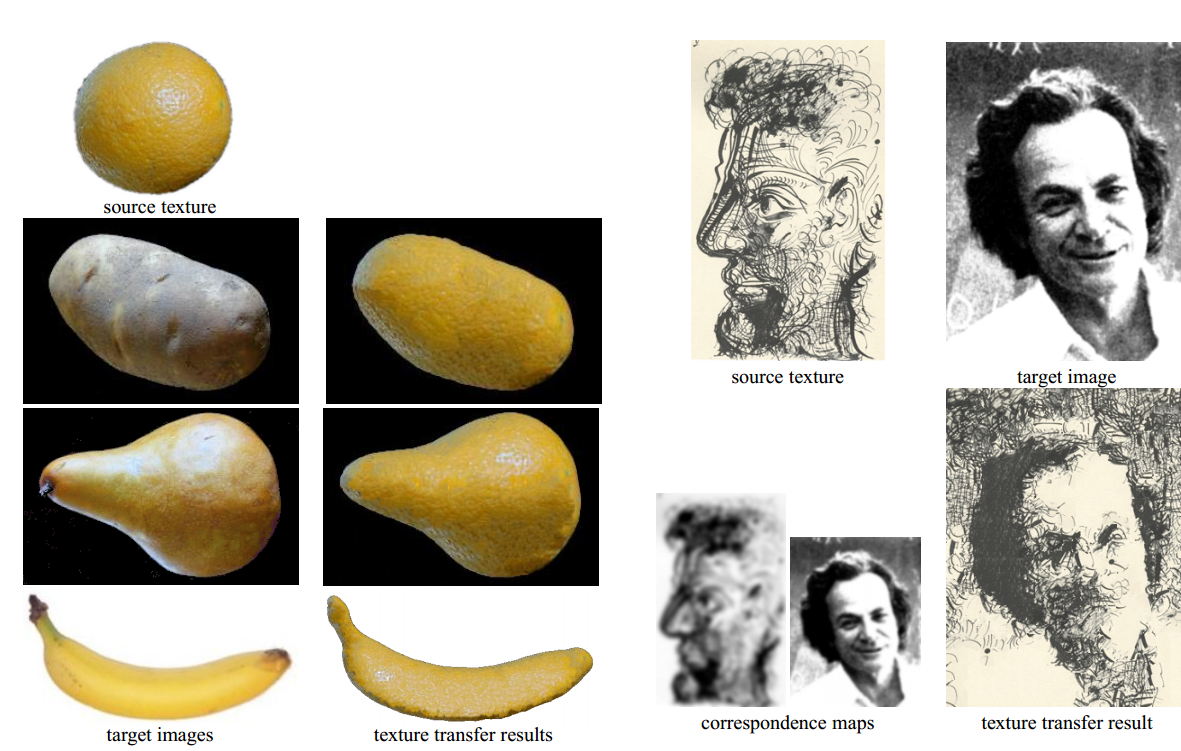 source texture
target images
texture transfer results
source texture
target image
correspondence maps
texture transfer result